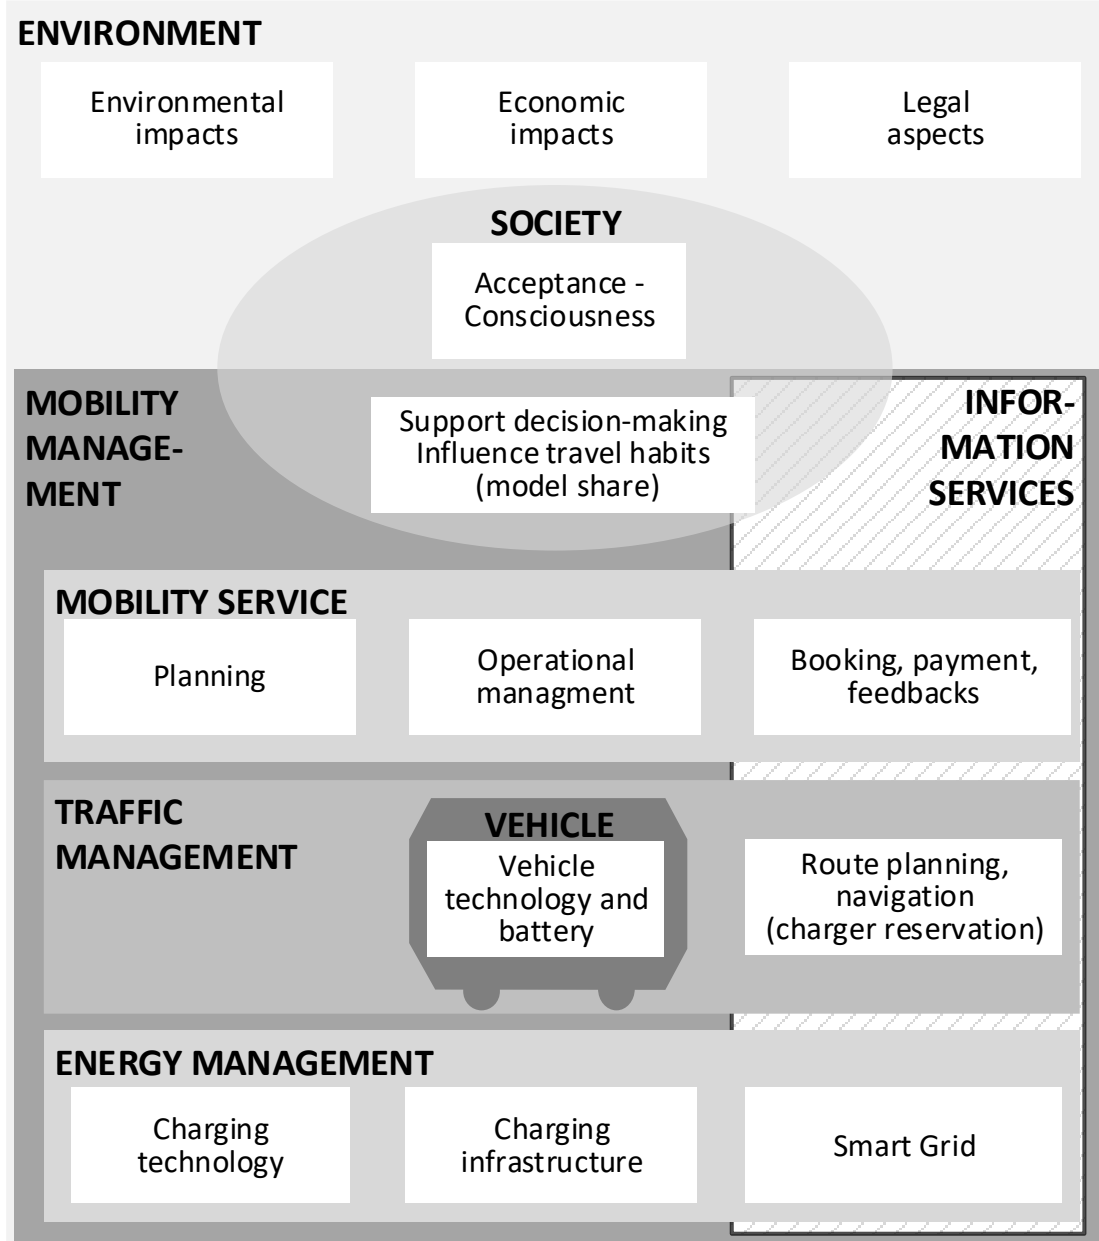 ENVIRONMENT
Environmental
impacts
Economic
impacts
Legal
aspects
SOCIETY
Acceptance -
Consciousness
MOBILITY
MANAGE-
MENT
Support decision-making
Influence travel habits
(model share)
INFOR-
MATION
SERVICES
MOBILITY SERVICE
Planning
Operational
managment
Booking, payment,
feedbacks
TRAFFIC
MANAGEMENT
VEHICLE
Vehicle
technology and
battery
Route planning,
navigation
(charger reservation)
ENERGY MANAGEMENT
Charging
technology
Charging
infrastructure
Smart Grid